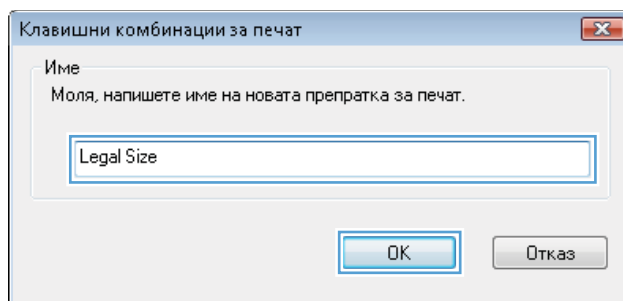 Клавишни комбинации за печат
Име
Моля, напишете име на новата препратка за печат.
Legal Size
OK
Отказ